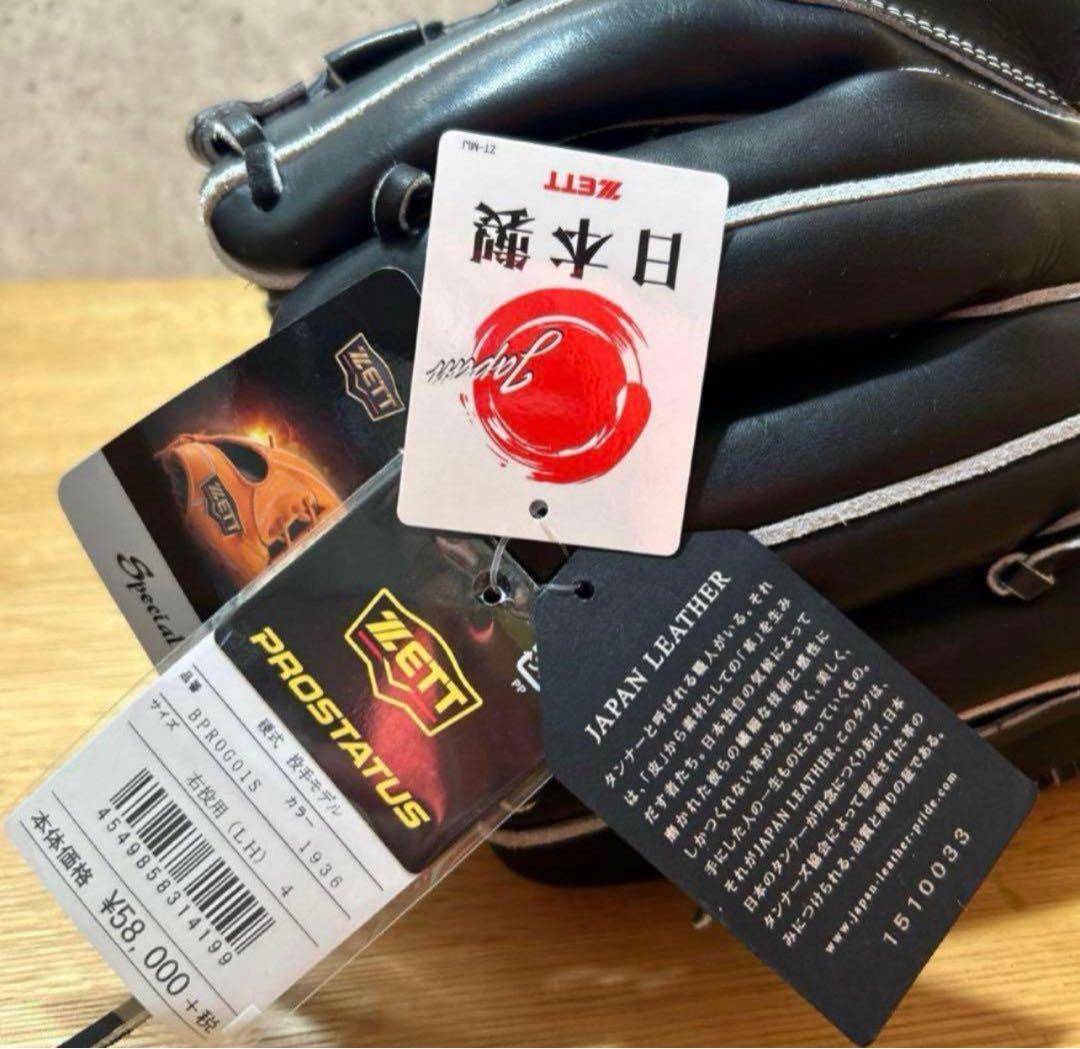 ZT-MIJ
ZETT
日本製
Japan
ZETT
ZETT
Special
ZETT
PROSTATUS
PP
硬式 投手モデル
品番 BPROG01S カラー 1936
サイズ 右投用(LH) 4
4549858314199
本体価格 ¥58,000+税
JAPAN LEATHER
タンナーと呼ばれる職人がいる。それ
は、「皮」から素材としての「革」を生み
だす者たち。日本独自の気候によって
磨かれた彼らの繊細な技術と感性に
しかつくれない革がある。強く、美しく、
手にした人の一生ものになっていくもの。
それがJAPAN LEATHER。このタグは、
日本のタンナーが丹念につくりあげ、日本
タンナーズ協会によって認証された革の
みにつけられる、品質と誇りの証である。
www.japan-leather-pride.com
1510033